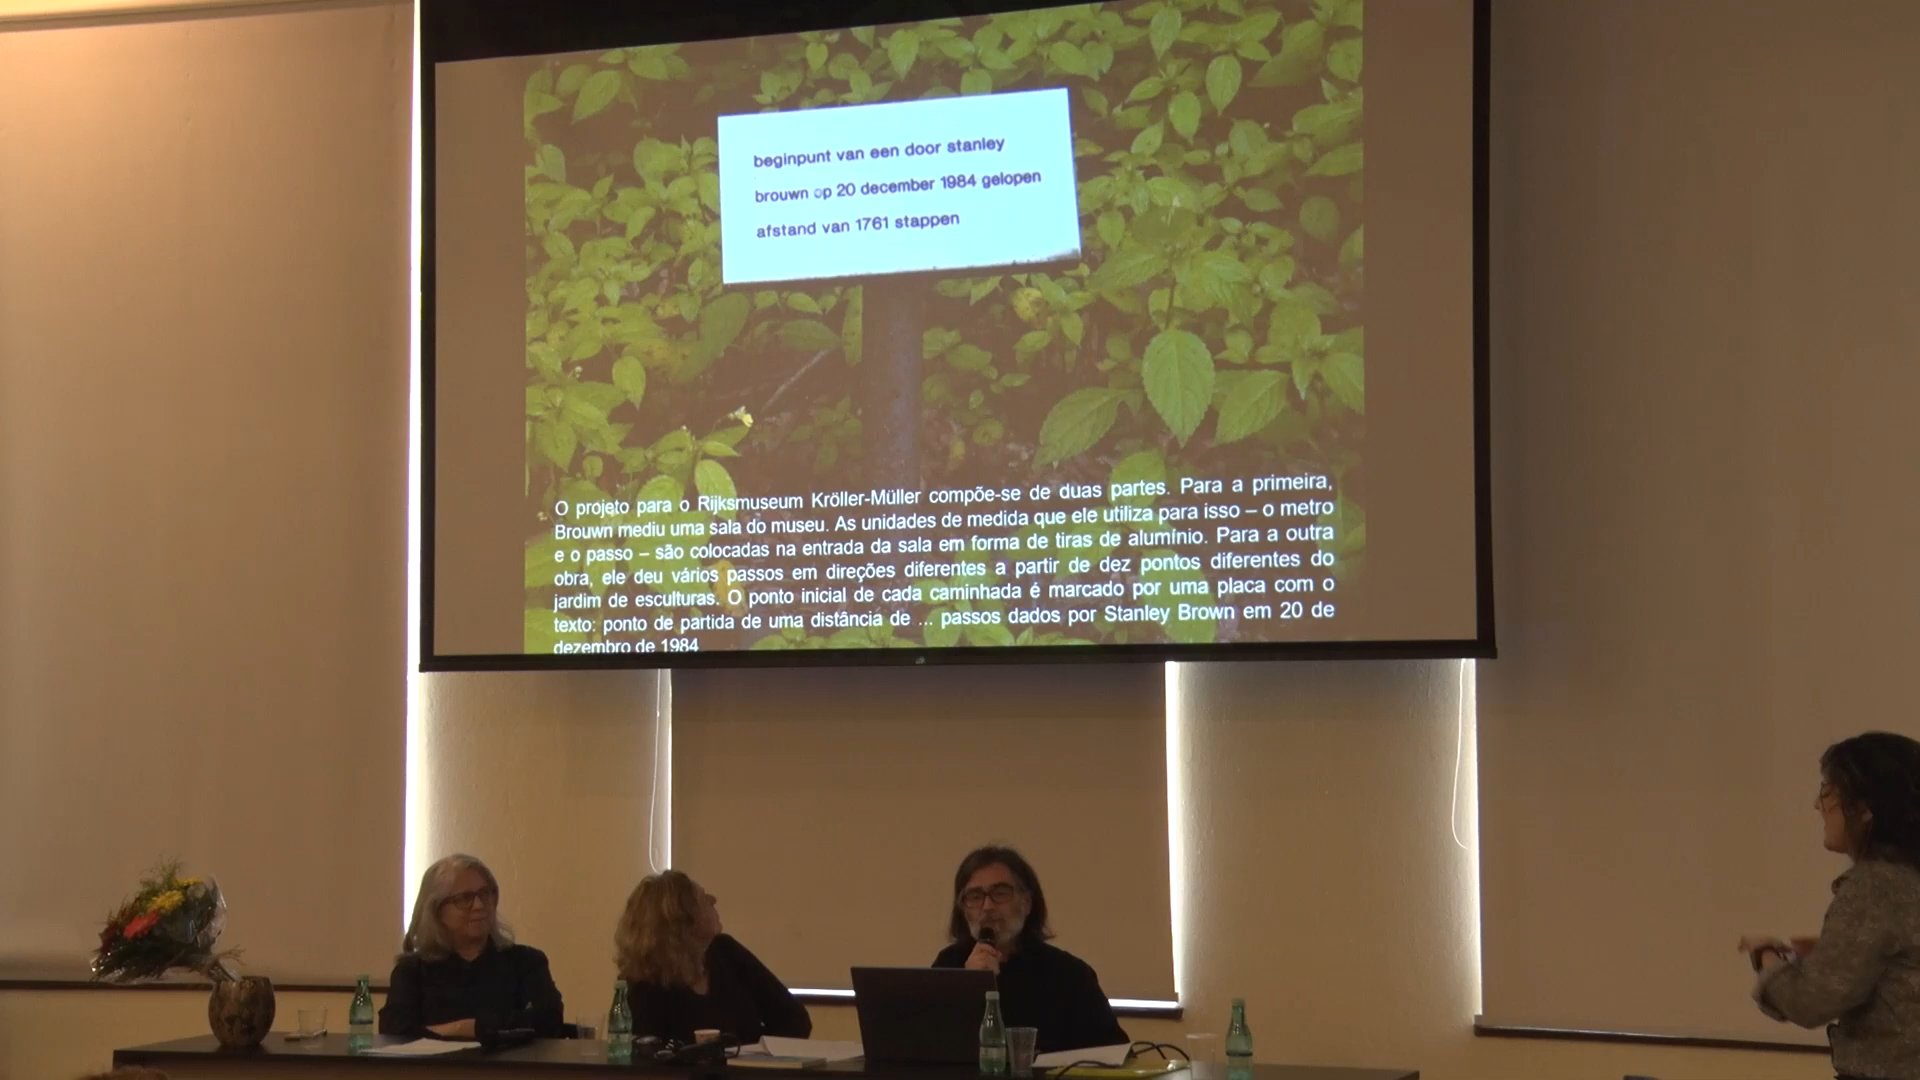 beginpunt van een door stanley
brouwn op 20 december 1984 gelopen
afstand van 1761 stappen
O projeto para o Rijksmuseum Kröller-Müller compõe-se de duas partes. Para a primeira,
Brouwn mediu uma sala do museu. As unidades de medida que ele utiliza para isso – o metro
e o passo – são colocadas na entrada da sala em forma de tiras de alumínio. Para a outra
obra, ele deu vários passos em direções diferentes a partir de dez pontos diferentes do
jardim de esculturas. O ponto inicial de cada caminhada é marcado por uma placa com o
texto: ponto de partida de uma distância de ... passos dados por Stanley Brown em 20 de
dezembro de 1984